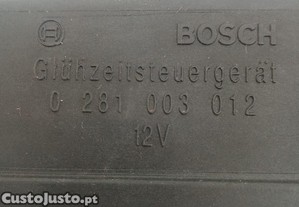 BOSCH
Glühzeitsteuergerät
0 281 003 012
12V
CustoJusto.pt